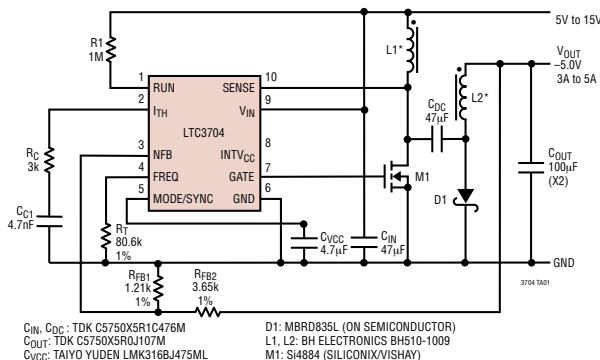 5V to 15V
R1
1M
L1*
VOUT
–5.0V
3A to 5A
1
RUN
SENSE
10
2
ITH
VIN
9
LTC3704
3
NFB
INTVCC
8
4
FREQ
GATE
7
5
MODE/SYNC
GND
6
CDC
47µF
L2*
M1
D1
COUT
100µF
(X2)
RC
3k
CC1
4.7nF
RT
80.6k
1%
CVCC
4.7µF
CIN
47µF
GND
RFB1
1.21k
1%
RFB2
3.65k
1%
3704 TA01
CIN, CDC: TDK C5750X5R1C476M
COUT: TDK C5750X5R0J107M
CVCC: TAIYO YUDEN LMK316BJ475ML
D1: MBRD835L (ON SEMICONDUCTOR)
L1, L2: BH ELECTRONICS BH510-1009
M1: Si4884 (SILICONIX/VISHAY)